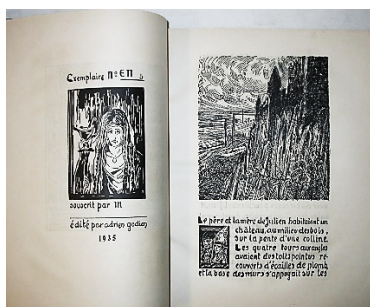 Exemplaire No EN
souscrit par M
édité par adrien godien
1935
Le père et la mère de Julien habitaient un
château, au milieu des bois,
sur la pente d'une colline.
Les quatre tours aux angles
avaient des toits pointus re-
couverts d'écailles de plomb,
et la base des murs s'appuyait sur les